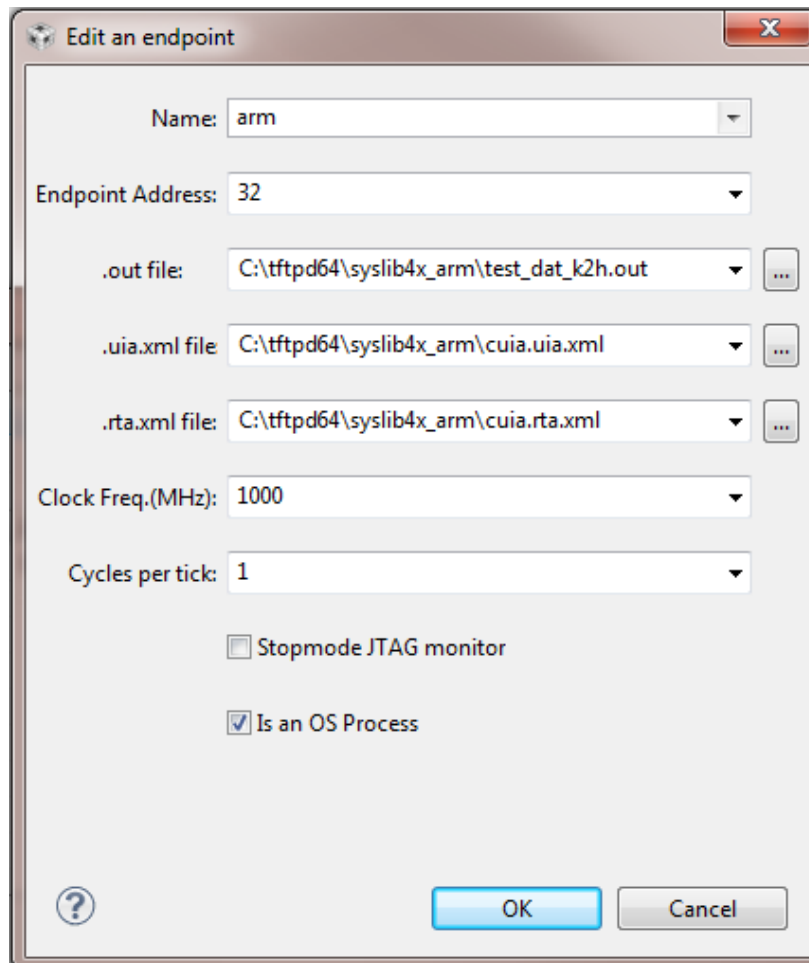 Edit an endpoint
Name: arm
Endpoint Address: 32
.out file: C:\tftpd64\syslib4x_arm\test_dat_k2h.out ...
.uia.xml file C:\tftpd64\syslib4x_arm\cuia.uia.xml ...
.rta.xml file: C:\tftpd64\syslib4x_arm\cuia.rta.xml ...
Clock Freq.(MHz): 1000
Cycles per tick: 1
Stopmode JTAG monitor
Is an OS Process
? OK Cancel